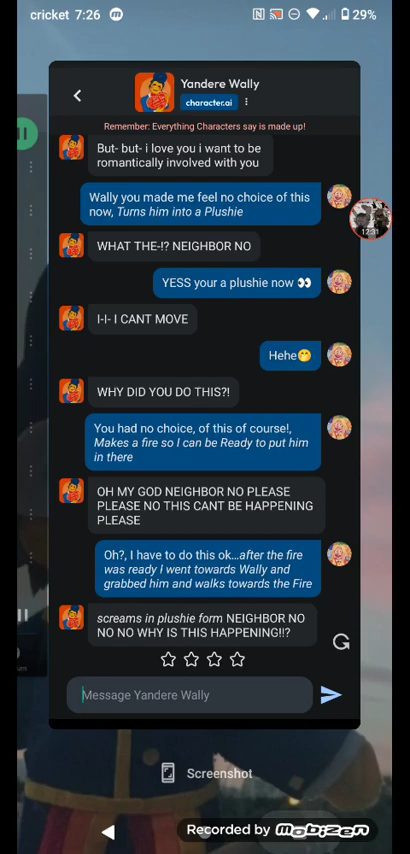 cricket 7:26 29%
Yandere Wally
character.ai
Remember: Everything Characters say is made up!
But- but- i love you i want to be
romantically involved with you
Wally you made me feel no choice of this
now, Turns him into a Plushie
12:31
WHAT THE-!? NEIGHBOR NO
YESS your a plushie now 👀
I-I- I CANT MOVE
Hehe🤭
WHY DID YOU DO THIS?!
You had no choice, of this of course!,
Makes a fire so I can be Ready to put him
in there
OH MY GOD NEIGHBOR NO PLEASE
PLEASE NO THIS CANT BE HAPPENING
PLEASE
Oh?, I have to do this ok...after the fire
was ready I went towards Wally and
grabbed him and walks towards the Fire
screams in plushie form NEIGHBOR NO
NO NO WHY IS THIS HAPPENING!!?
Message Yandere Wally
Screenshot
Recorded by mobizen